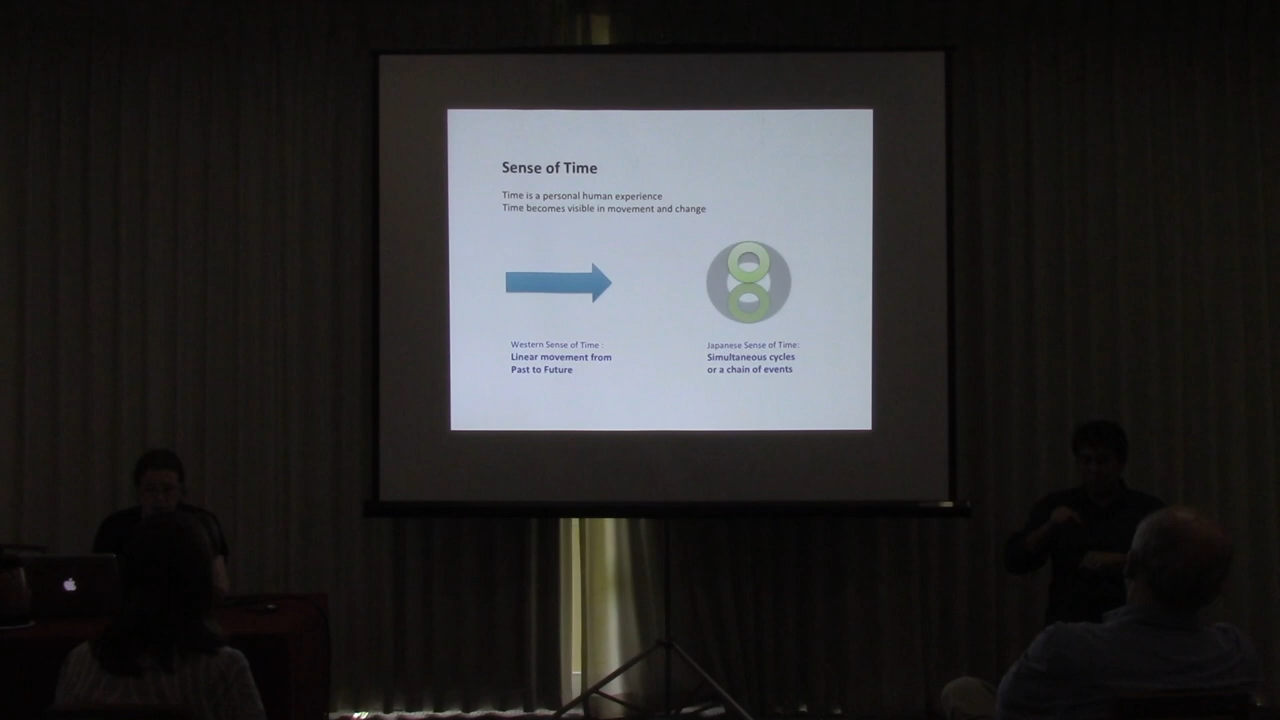 Sense of Time
Time is a personal human experience
Time becomes visible in movement and change
Western Sense of Time :
Linear movement from
Past to Future
Japanese Sense of Time:
Simultaneous cycles
or a chain of events